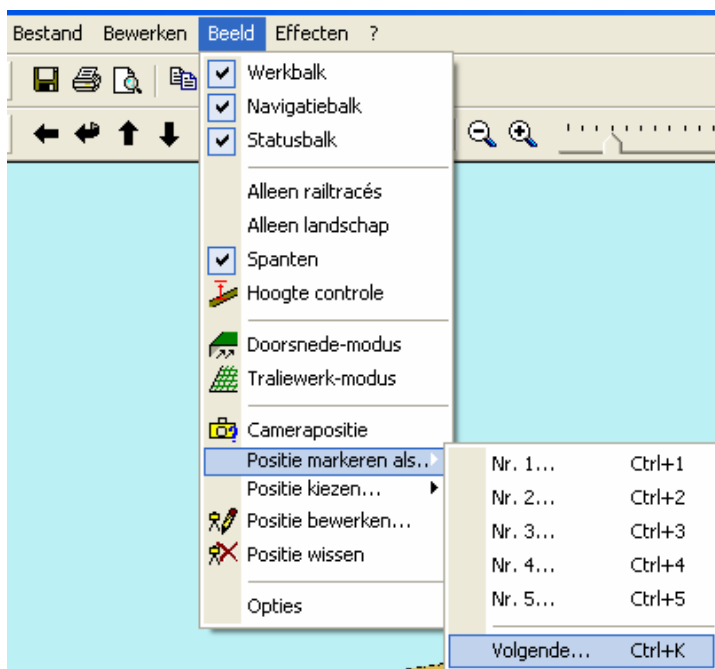 Bestand Bewerken Beeld Effecten ?
Werkbalk
Navigatiebalk
Statusbalk
Alleen railtracés
Alleen landschap
Spanten
Hoogte controle
Doorsnede-modus
Traliewerk-modus
Camerapositie
Positie markeren als..
Positie kiezen...
Positie bewerken...
Positie wissen
Opties
Nr. 1... Ctrl+1
Nr. 2... Ctrl+2
Nr. 3... Ctrl+3
Nr. 4... Ctrl+4
Nr. 5... Ctrl+5
Volgende... Ctrl+K